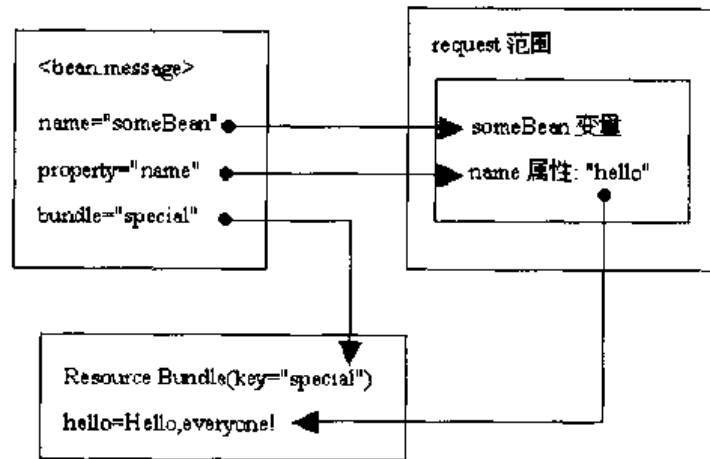 <bean.message>
name="someBean"
property="name"
bundle="special"
request 范围
someBean 变量
name 属性: "hello"
Resource Bundle(key="special")
hello=Hello,everyone!